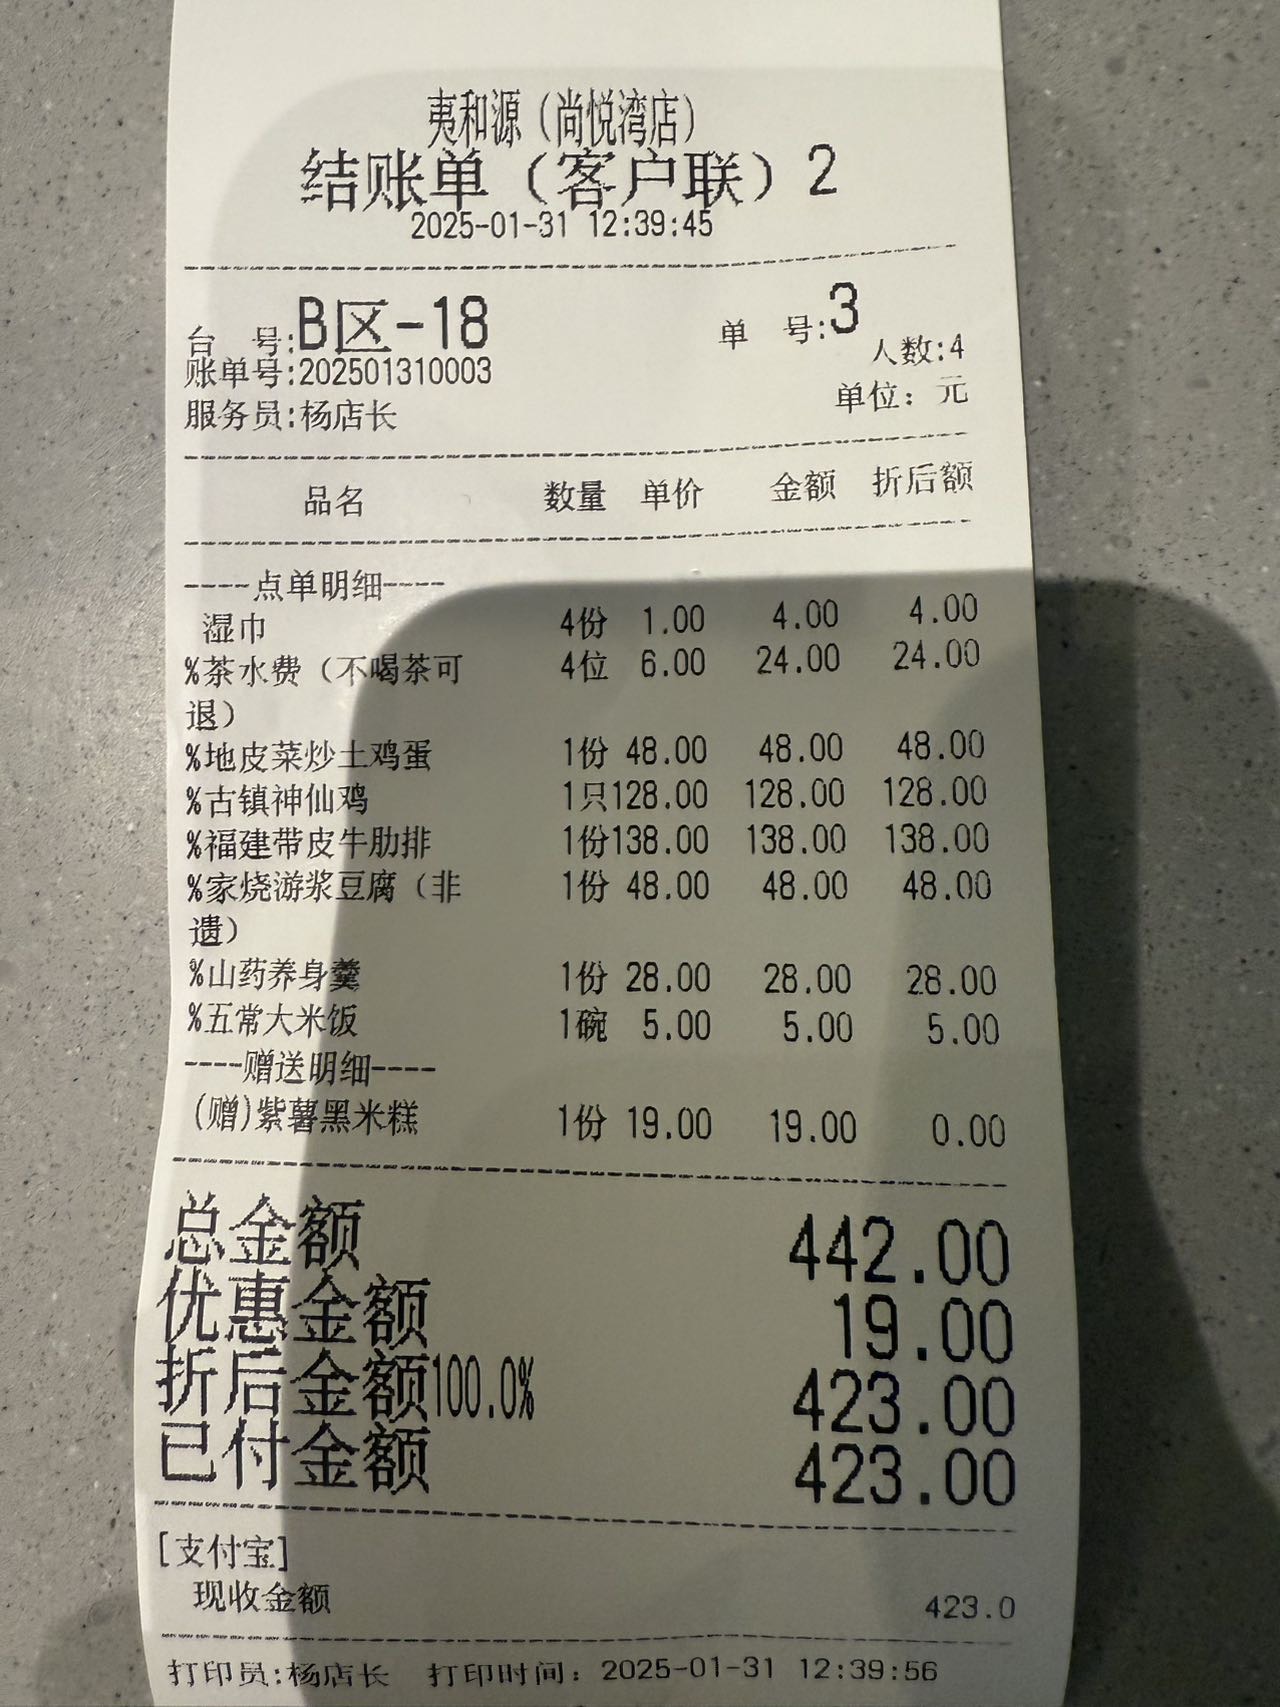 夷和源（尚悦湾店）
结账单（客户联）2
2025-01-31 12:39:45
台 号:B区-18 单 号:3
人数:4
账单号:202501310003
单位：元
服务员:杨店长
品名 数量 单价 金额 折后额
----点单明细----
湿巾 4份 1.00 4.00 4.00
%茶水费（不喝茶可 4位 6.00 24.00 24.00
退）
%地皮菜炒土鸡蛋 1份 48.00 48.00 48.00
%古镇神仙鸡 1只128.00 128.00 128.00
%福建带皮牛肋排 1份138.00 138.00 138.00
%家烧游浆豆腐（非 1份 48.00 48.00 48.00
遗）
%山药养身羹 1份 28.00 28.00 28.00
%五常大米饭 1碗 5.00 5.00 5.00
----赠送明细----
(赠)紫薯黑米糕 1份 19.00 19.00 0.00
总金额 442.00
优惠金额 19.00
折后金额100.0% 423.00
已付金额 423.00
[支付宝]
现收金额 423.0
打印员:杨店长 打印时间：2025-01-31 12:39:56